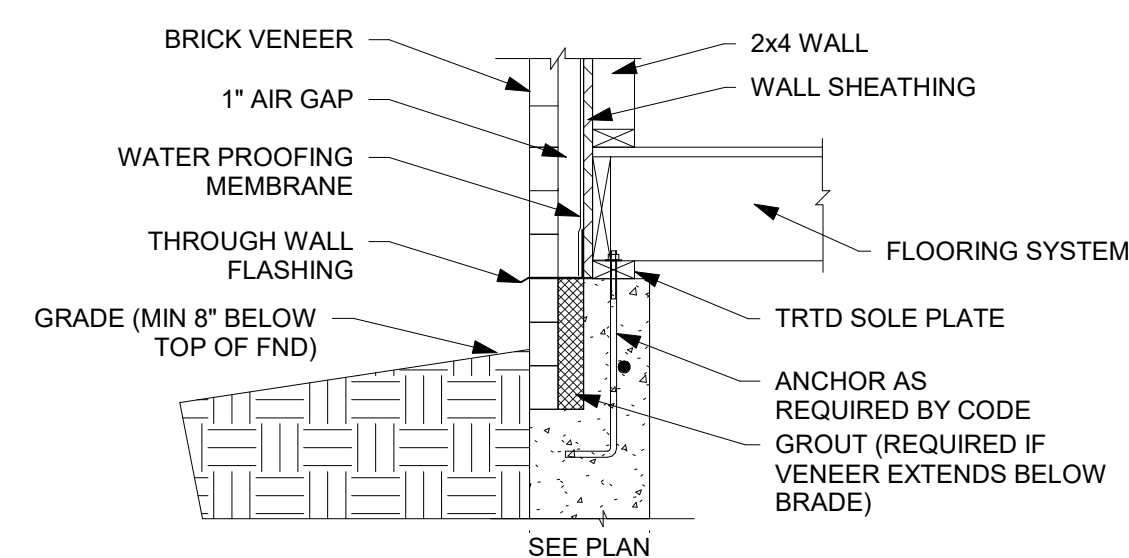 BRICK VENEER
1" AIR GAP
WATER PROOFING
MEMBRANE
THROUGH WALL
FLASHING
GRADE (MIN 8" BELOW
TOP OF FND)
2x4 WALL
WALL SHEATHING
FLOORING SYSTEM
TRTD SOLE PLATE
ANCHOR AS
REQUIRED BY CODE
GROUT (REQUIRED IF
VENEER EXTENDS BELOW
BRADE)
SEE PLAN